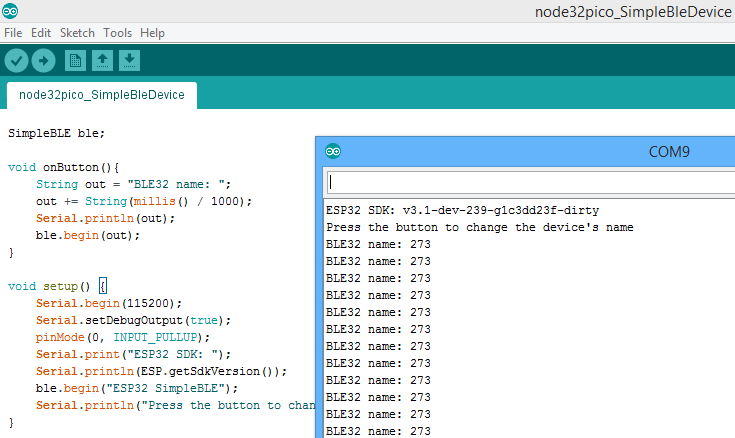 node32pico_SimpleBleDevice
File Edit Sketch Tools Help
node32pico_SimpleBleDevice
SimpleBLE ble;
void onButton(){
String out = "BLE32 name: ";
out += String(millis() / 1000);
Serial.println(out);
ble.begin(out);
}
void setup() {
Serial.begin(115200);
Serial.setDebugOutput(true);
pinMode(0, INPUT_PULLUP);
Serial.print("ESP32 SDK: ");
Serial.println(ESP.getSdkVersion());
ble.begin("ESP32 SimpleBLE");
Serial.println("Press the button to chan
}
COM9
ESP32 SDK: v3.1-dev-239-g1c3dd23f-dirty
Press the button to change the device's name
BLE32 name: 273
BLE32 name: 273
BLE32 name: 273
BLE32 name: 273
BLE32 name: 273
BLE32 name: 273
BLE32 name: 273
BLE32 name: 273
BLE32 name: 273
BLE32 name: 273
BLE32 name: 273
BLE32 name: 273